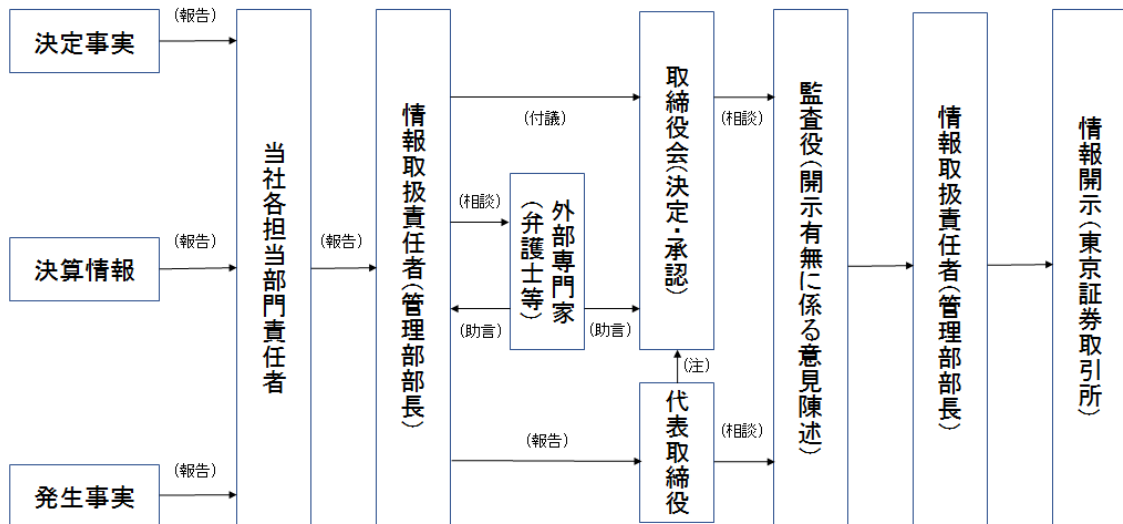 決定事実
(報告)
決算情報
(報告)
発生事実
(報告)
当社各担当部門責任者
(報告)
情報取扱責任者(管理部部長)
(付議)
(相談)
外部専門家
(弁護士等)
(助言)
(助言)
(報告)
取締役会(決定・承認)
(注)
代表取締役
(相談)
(相談)
監査役(開示有無に係る意見陳述)
情報取扱責任者(管理部部長)
情報開示(東京証券取引所)